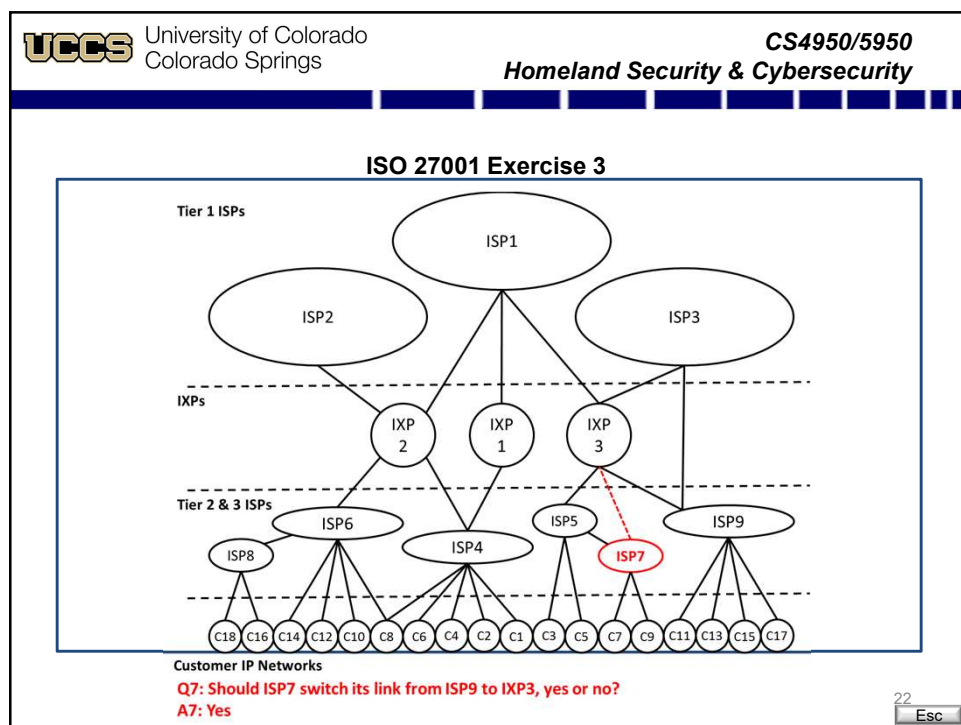 UCCS
University of Colorado
Colorado Springs
CS4950/5950
Homeland Security & Cybersecurity
ISO 27001 Exercise 3
Tier 1 ISPs
ISP1
ISP2
ISP3
IXPs
IXP
2
IXP
1
IXP
3
Tier 2 & 3 ISPs
ISP6
ISP5
ISP9
ISP8
ISP4
ISP7
C18
C16
C14
C12
C10
C8
C6
C4
C2
C1
C3
C5
C7
C9
C11
C13
C15
C17
Customer IP Networks
Q7: Should ISP7 switch its link from ISP9 to IXP3, yes or no?
A7: Yes
22
Esc